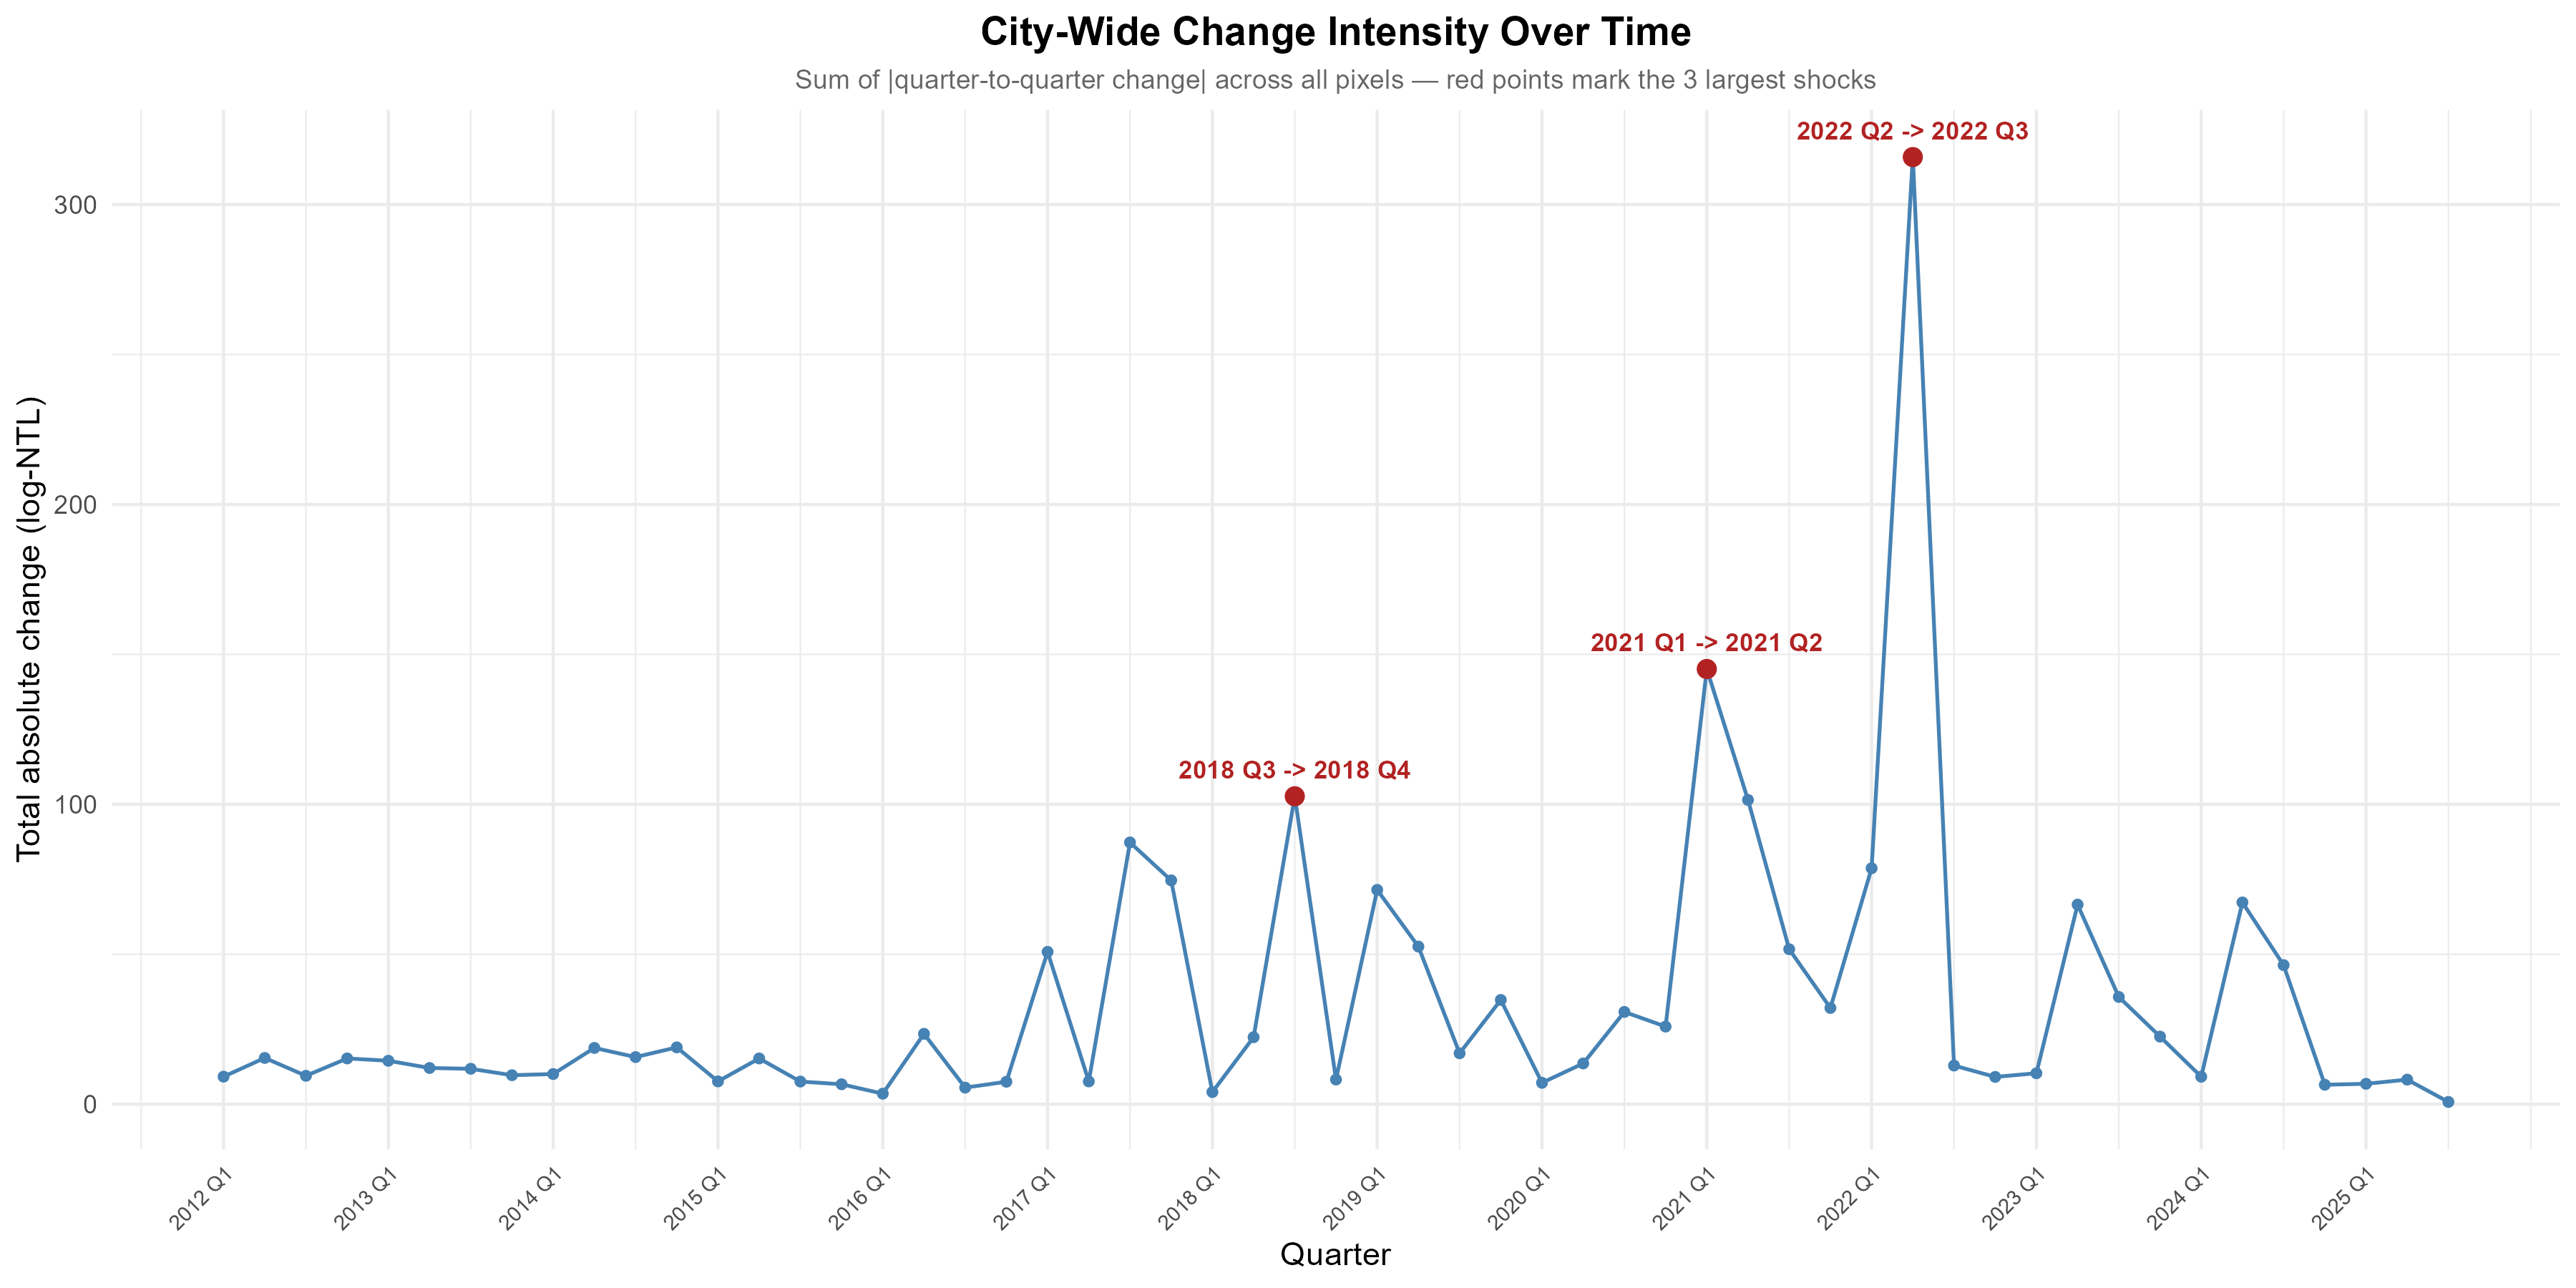 City-Wide Change Intensity Over Time
Sum of |quarter-to-quarter change| across all pixels — red points mark the 3 largest shocks
2022 Q2 -> 2022 Q3
2021 Q1 -> 2021 Q2
2018 Q3 -> 2018 Q4
Total absolute change (log-NTL)
300
200
100
0
2012 Q1
2013 Q1
2014 Q1
2015 Q1
2016 Q1
2017 Q1
2018 Q1
2019 Q1
2020 Q1
2021 Q1
2022 Q1
2023 Q1
2024 Q1
2025 Q1
Quarter